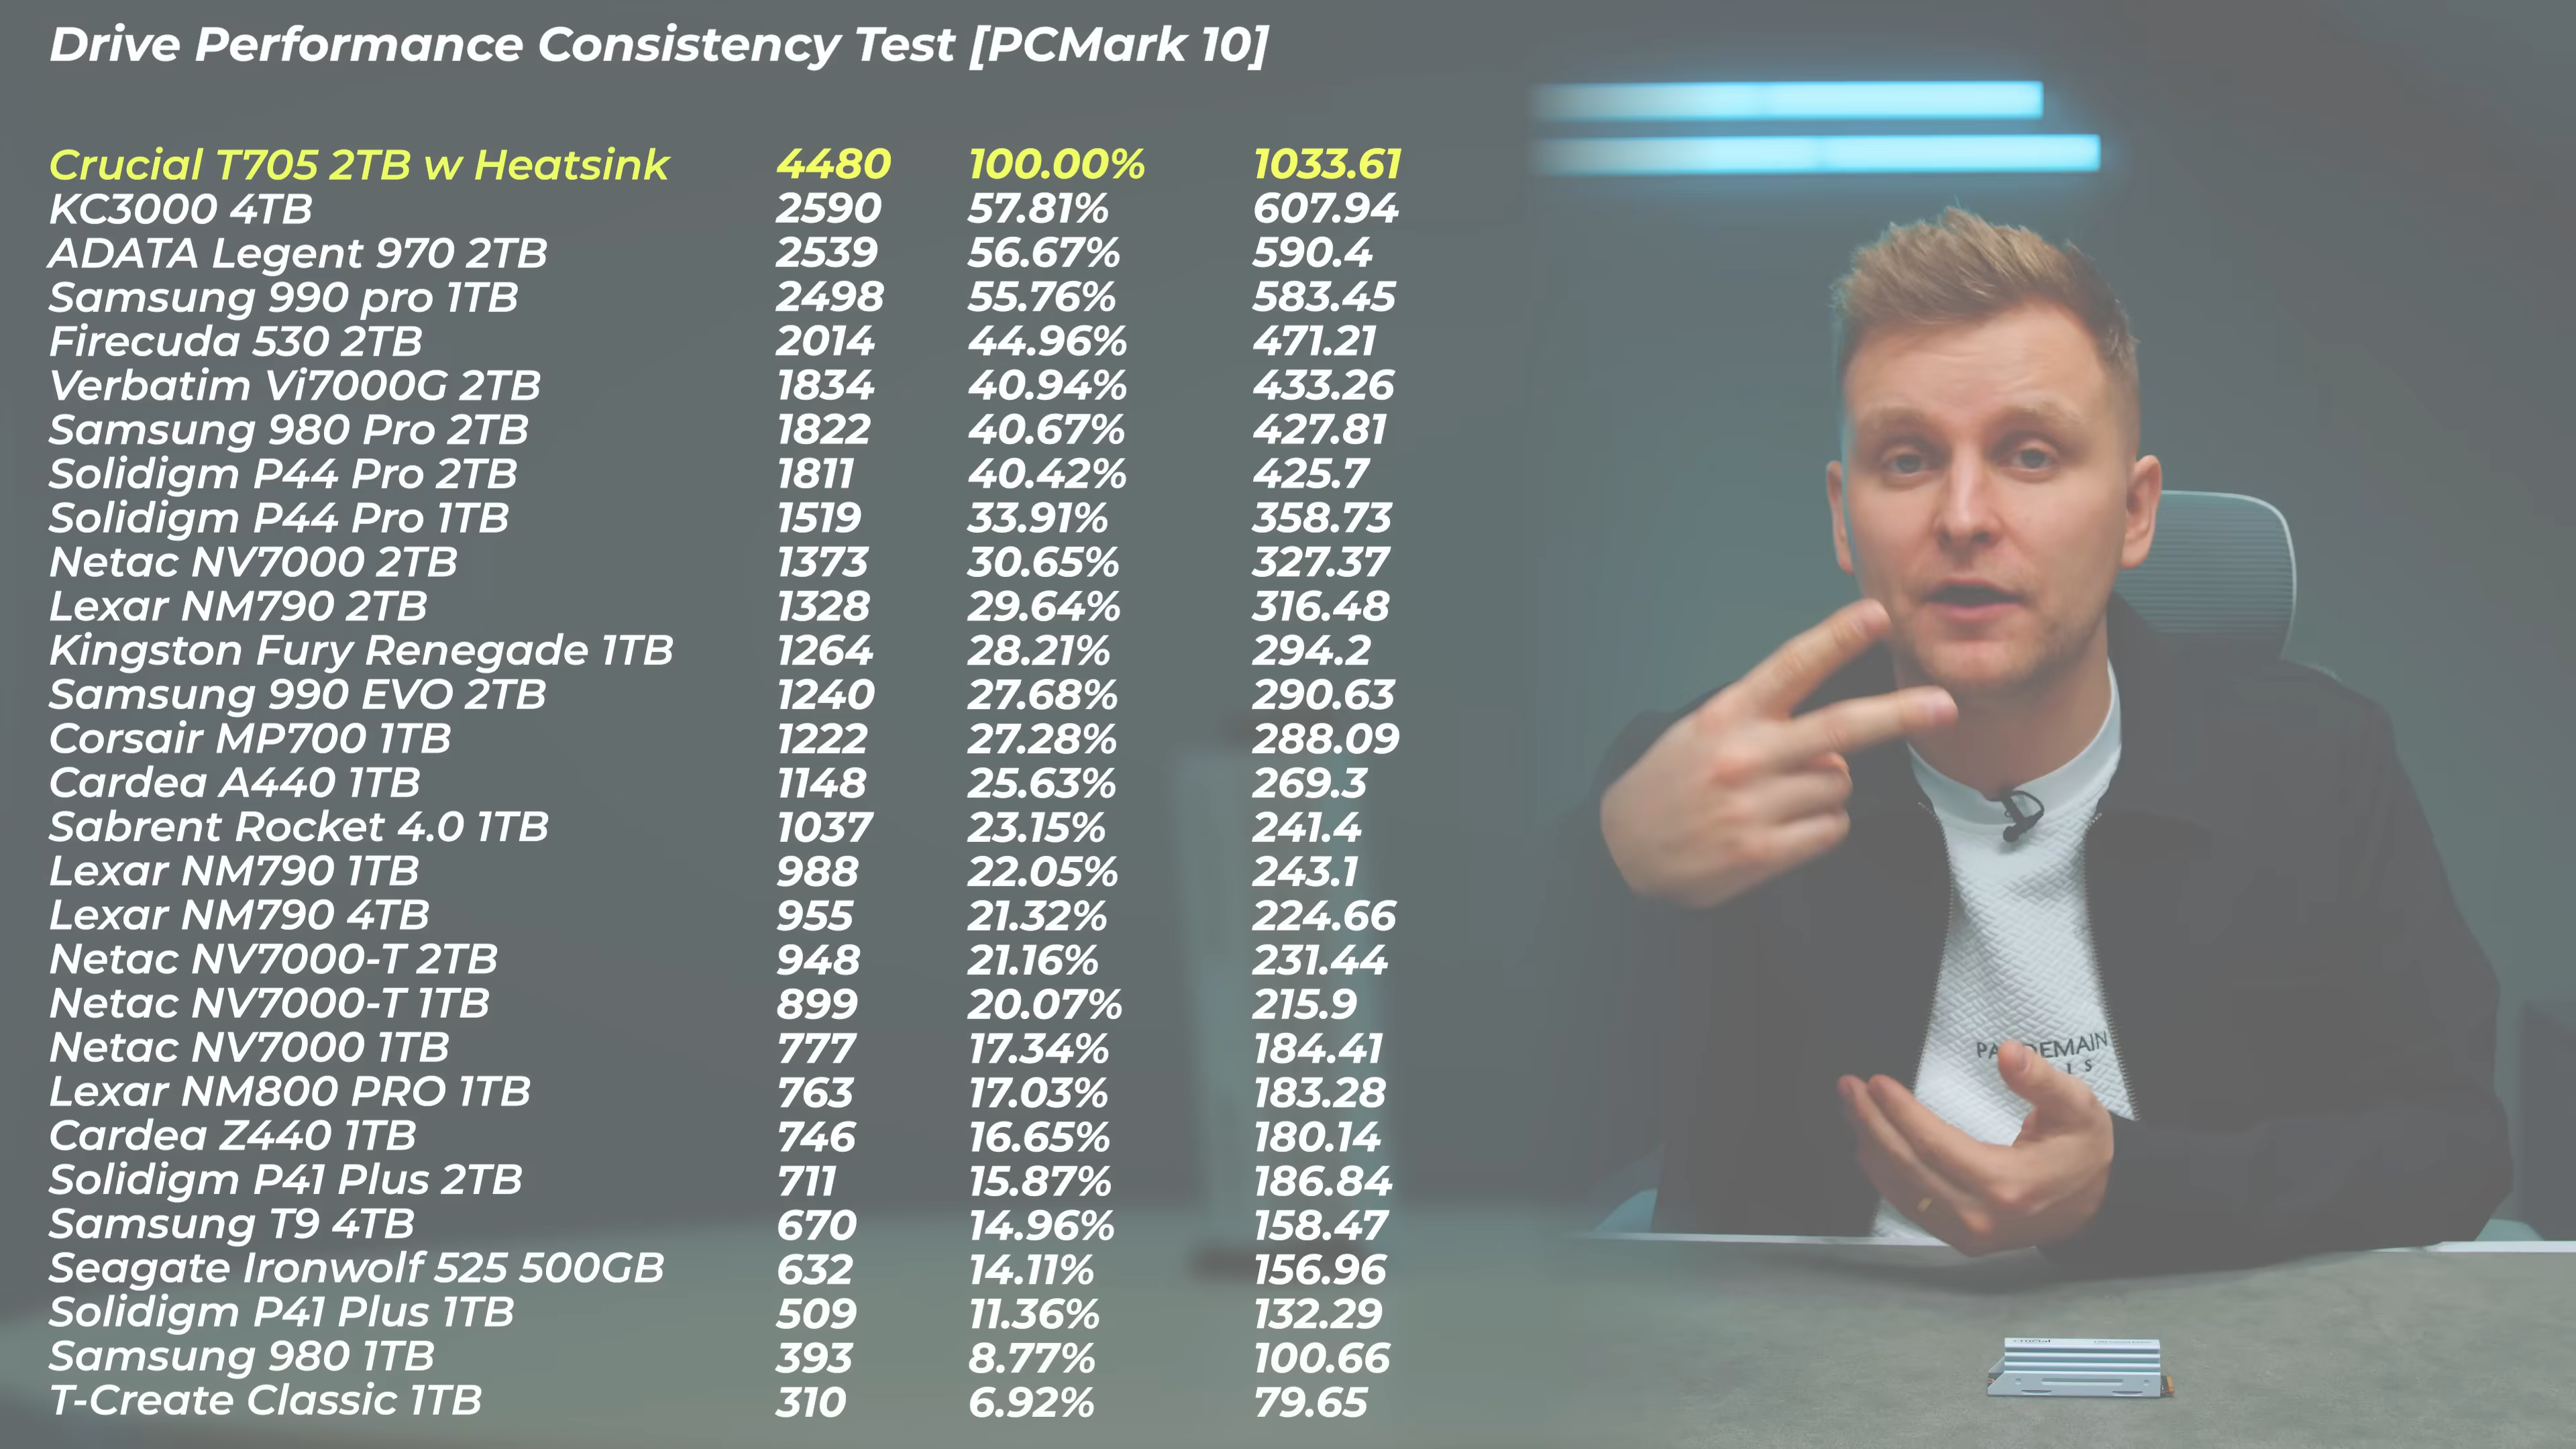 Drive Performance Consistency Test [PCMark 10]
Crucial T705 2TB w Heatsink 4480 100.00% 1033.61
KC3000 4TB 2590 57.81% 607.94
ADATA Legent 970 2TB 2539 56.67% 590.4
Samsung 990 pro 1TB 2498 55.76% 583.45
Firecuda 530 2TB 2014 44.96% 471.21
Verbatim Vi7000G 2TB 1834 40.94% 433.26
Samsung 980 Pro 2TB 1822 40.67% 427.81
Solidigm P44 Pro 2TB 1811 40.42% 425.7
Solidigm P44 Pro 1TB 1519 33.91% 358.73
Netac NV7000 2TB 1373 30.65% 327.37
Lexar NM790 2TB 1328 29.64% 316.48
Kingston Fury Renegade 1TB 1264 28.21% 294.2
Samsung 990 EVO 2TB 1240 27.68% 290.63
Corsair MP700 1TB 1222 27.28% 288.09
Cardea A440 1TB 1148 25.63% 269.3
Sabrent Rocket 4.0 1TB 1037 23.15% 241.4
Lexar NM790 1TB 988 22.05% 243.1
Lexar NM790 4TB 955 21.32% 224.66
Netac NV7000-T 2TB 948 21.16% 231.44
Netac NV7000-T 1TB 899 20.07% 215.9
Netac NV7000 1TB 777 17.34% 184.41
Lexar NM800 PRO 1TB 763 17.03% 183.28
Cardea Z440 1TB 746 16.65% 180.14
Solidigm P41 Plus 2TB 711 15.87% 186.84
Samsung T9 4TB 670 14.96% 158.47
Seagate Ironwolf 525 500GB 632 14.11% 156.96
Solidigm P41 Plus 1TB 509 11.36% 132.29
Samsung 980 1TB 393 8.77% 100.66
T-Create Classic 1TB 310 6.92% 79.65
crucial